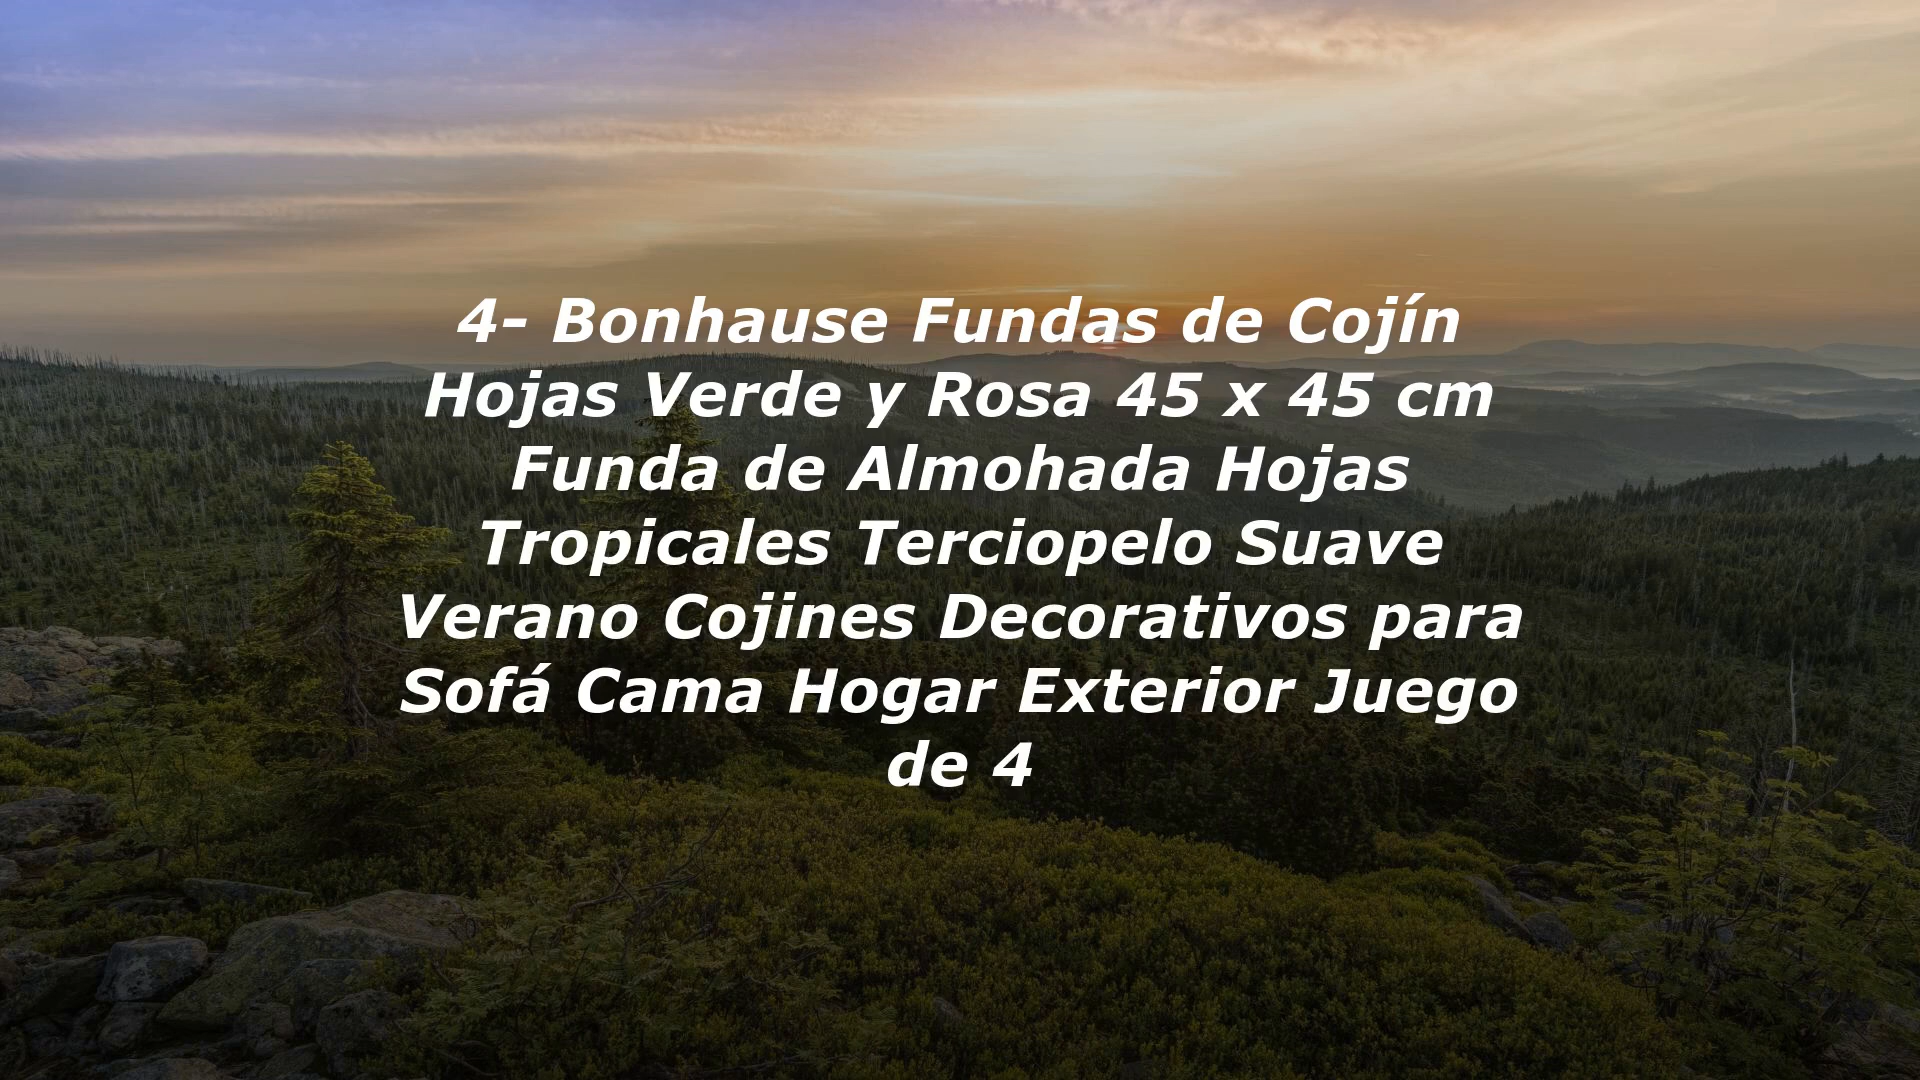 4- Bonhause Fundas de Cojín
Hojas Verde y Rosa 45 x 45 cm
Funda de Almohada Hojas
Tropicales Terciopelo Suave
Verano Cojines Decorativos para
Sofá Cama Hogar Exterior Juego
de 4